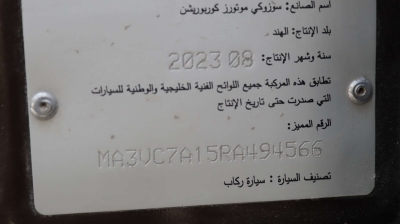 اسم الصانع: سوزوكي موتورز كوربوريشن
بلد الإنتاج: الهند
سنة وشهر الإنتاج: 2023 08
تطابق هذه المركبة جميع اللوائح الفنية الخليجية والوطنية للسيارات
التي صدرت حتى تاريخ الإنتاج
الرقم المميز:
MA3VC7A15RA494566
تصنيف السيارة : سيارة ركاب